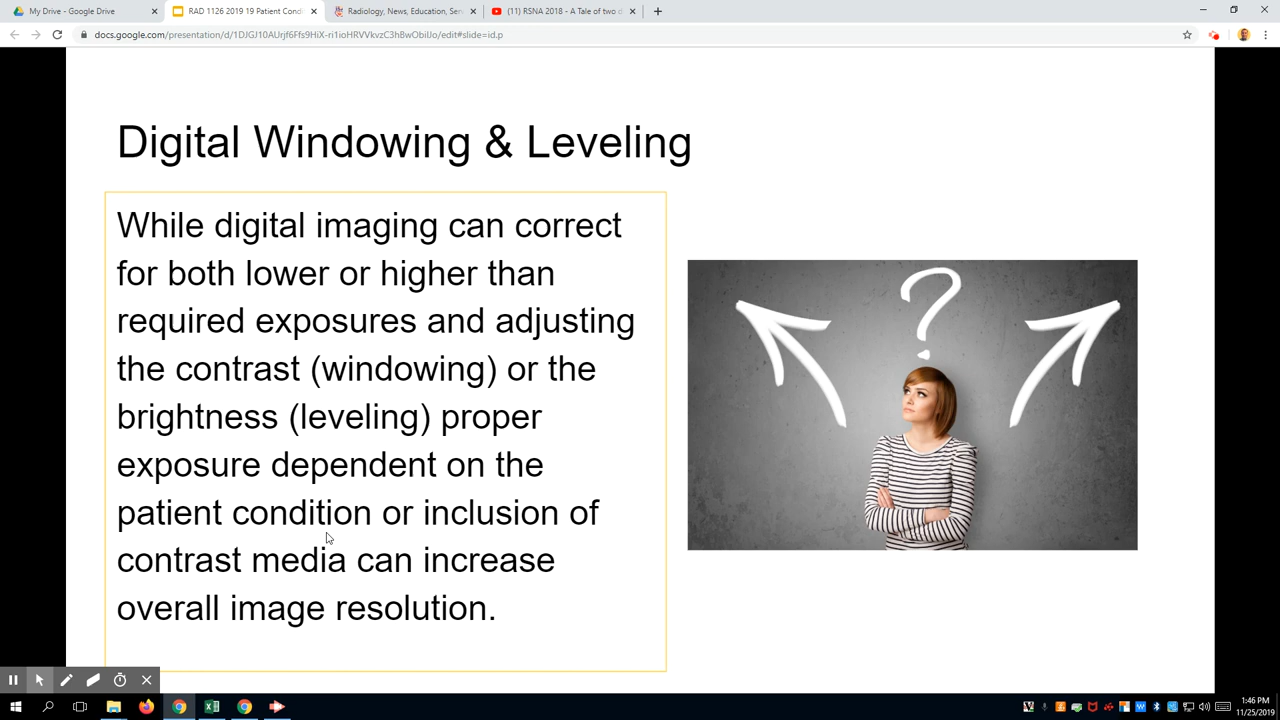 My Drive - Google Drive
RAD 1126 2019 19 Patient Condi
Radiology, News, Education, Ser
(11) RSNA 2018 - A Tale of two d
docs.google.com/presentation/d/1DJGJ10AUrjf6Ffs9HiX-ri1ioHRVVkvzC3hBwObiUo/edit#slide=id.p
Digital Windowing & Leveling
While digital imaging can correct
for both lower or higher than
required exposures and adjusting
the contrast (windowing) or the
brightness (leveling) proper
exposure dependent on the
patient condition or inclusion of
contrast media can increase
overall image resolution.
?
1:46 PM
11/25/2019